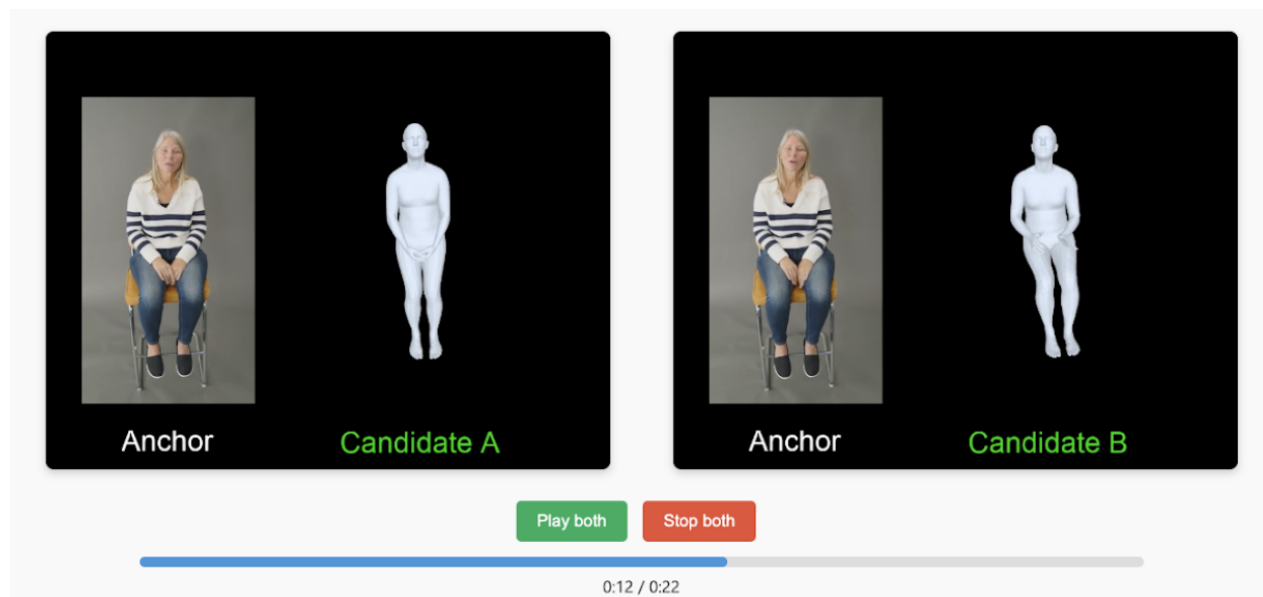 Anchor
Candidate A
Anchor
Candidate B
Play both
Stop both
0:12 / 0:22